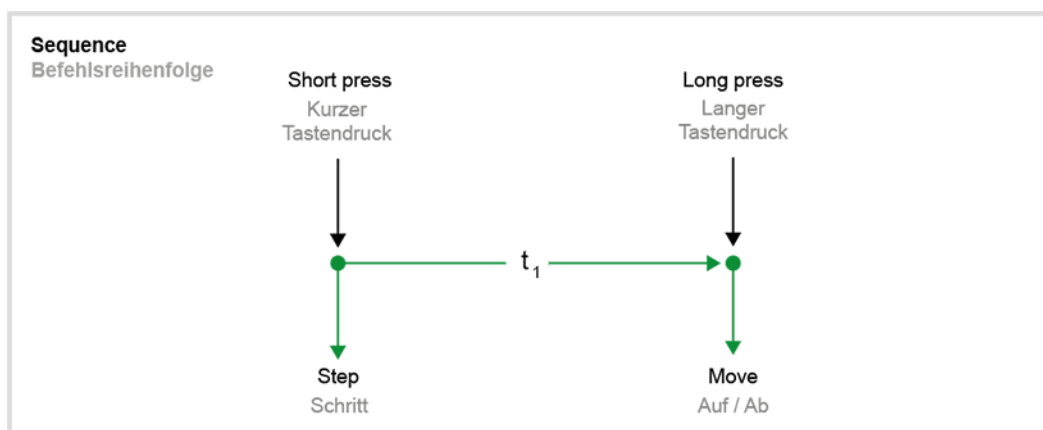 Sequence
Befehlsreihenfolge
Short press
Kurzer
Tastendruck
Long press
Langer
Tastendruck
t1
Step
Schritt
Move
Auf / Ab